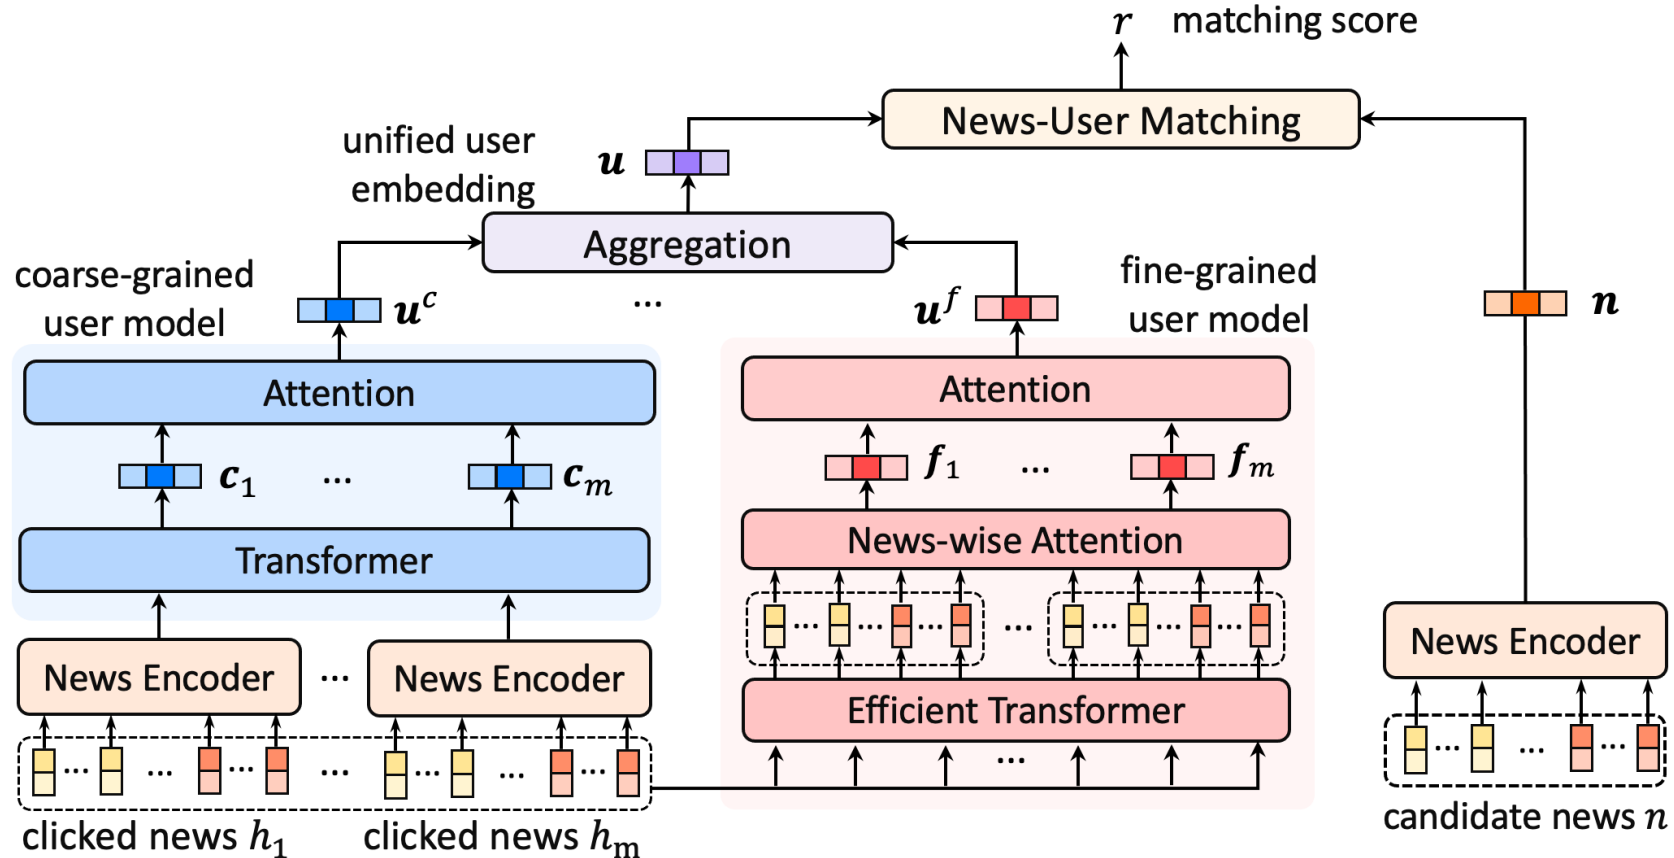 r matching score
News-User Matching
unified user
embedding
u
Aggregation
coarse-grained
user model
u^c
...
u^f
fine-grained
user model
n
Attention
Attention
c_1 ... c_m
f_1 ... f_m
Transformer
News-wise Attention
... ... ... ... ... ... ...
News Encoder ... News Encoder
Efficient Transformer
News Encoder
...
... ... ... ... ... ... ...
... ... ...
clicked news h_1
clicked news h_m
candidate news n